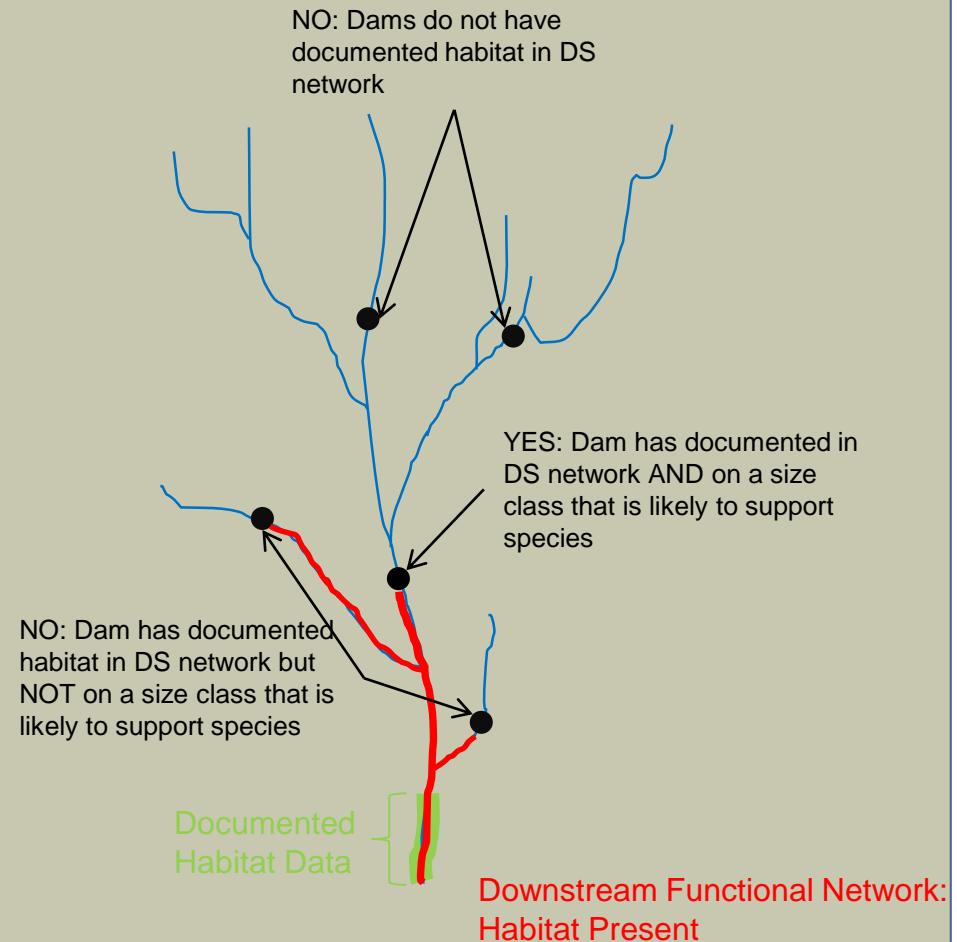 NO: Dams do not have
documented habitat in DS
network
YES: Dam has documented in
DS network AND on a size
class that is likely to support
species
NO: Dam has documented
habitat in DS network but
NOT on a size class that is
likely to support species
Documented
Habitat Data
Downstream Functional Network:
Habitat Present